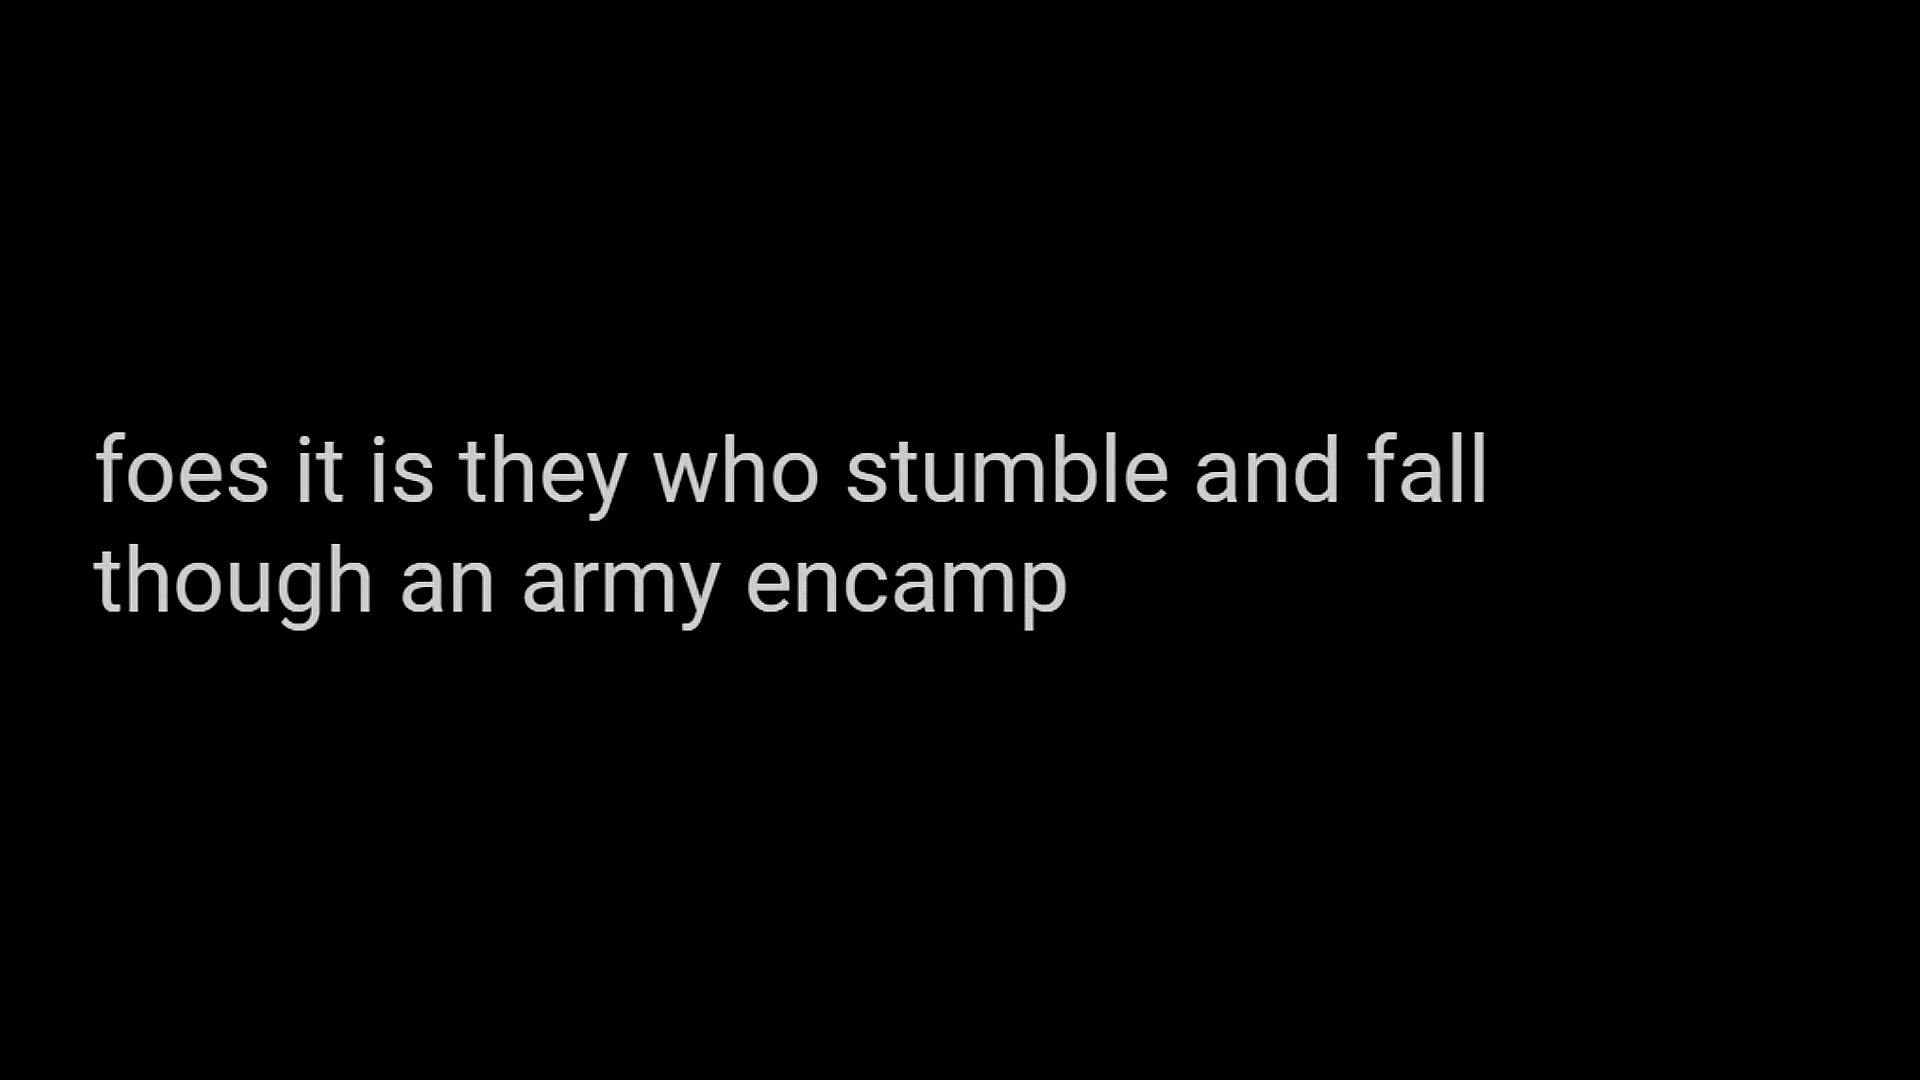 foes it is they who stumble and fall
though an army encamp